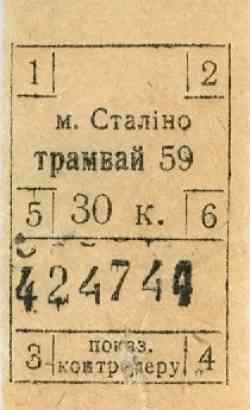 1 2
м. Сталіно
трамвай 59
5 30 к. 6
424744
3 показ. 4
контролеру